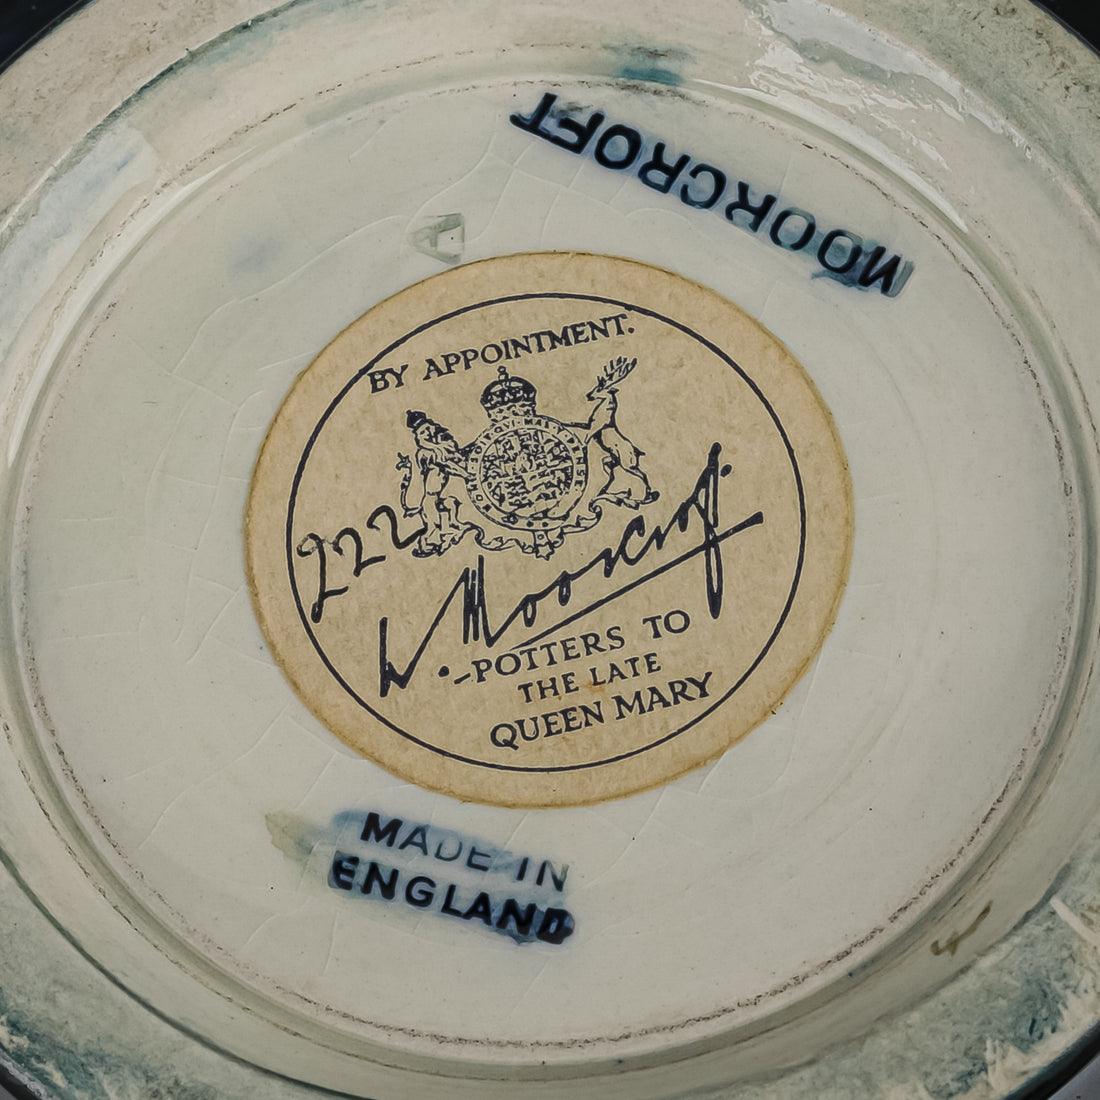 MOORCROFT
A
BY APPOINTMENT.
222
W. Moorcroft.
POTTERS TO
THE LATE
QUEEN MARY
MADE IN
ENGLAND